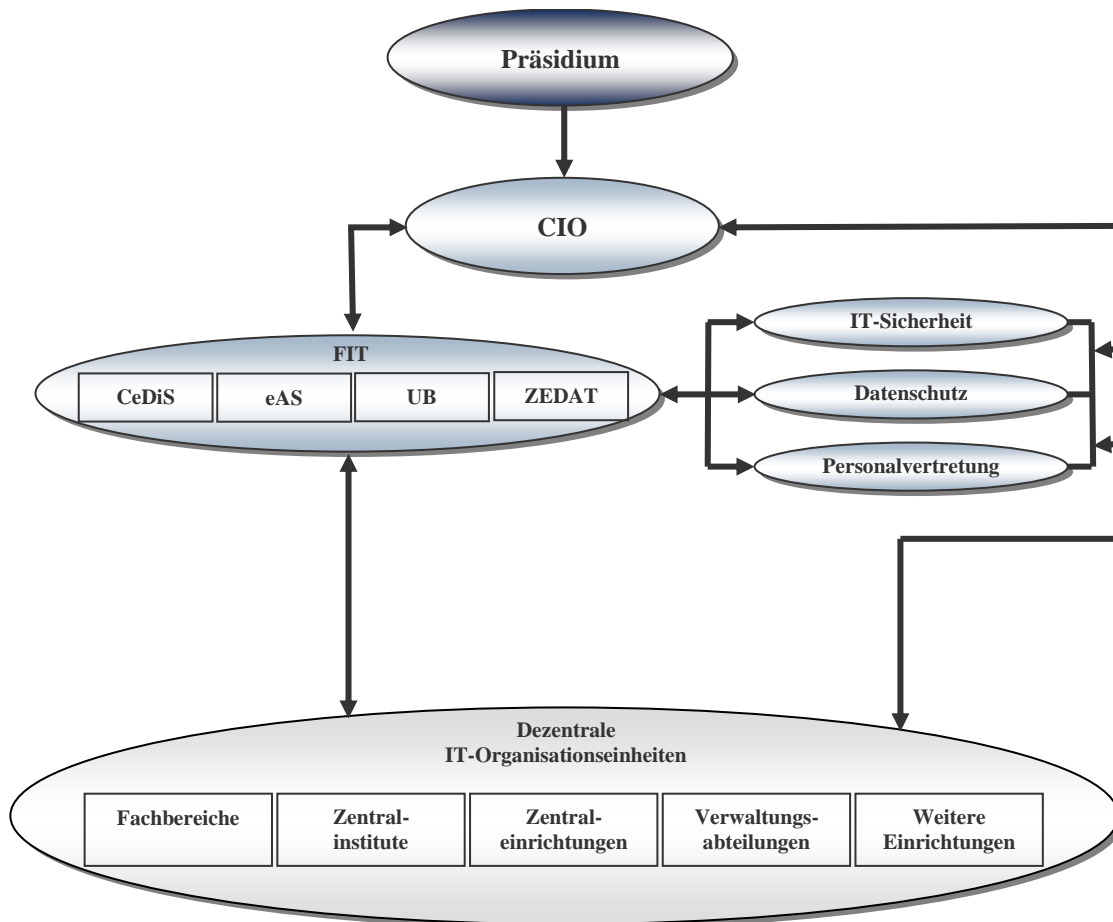 Präsidium
CIO
IT-Sicherheit
FIT
CeDiS
eAS
UB
ZEDAT
Datenschutz
Personalvertretung
Dezentrale
IT-Organisationseinheiten
Fachbereiche
Zentral-
institute
Zentral-
einrichtungen
Verwaltungs-
abteilungen
Weitere
Einrichtungen